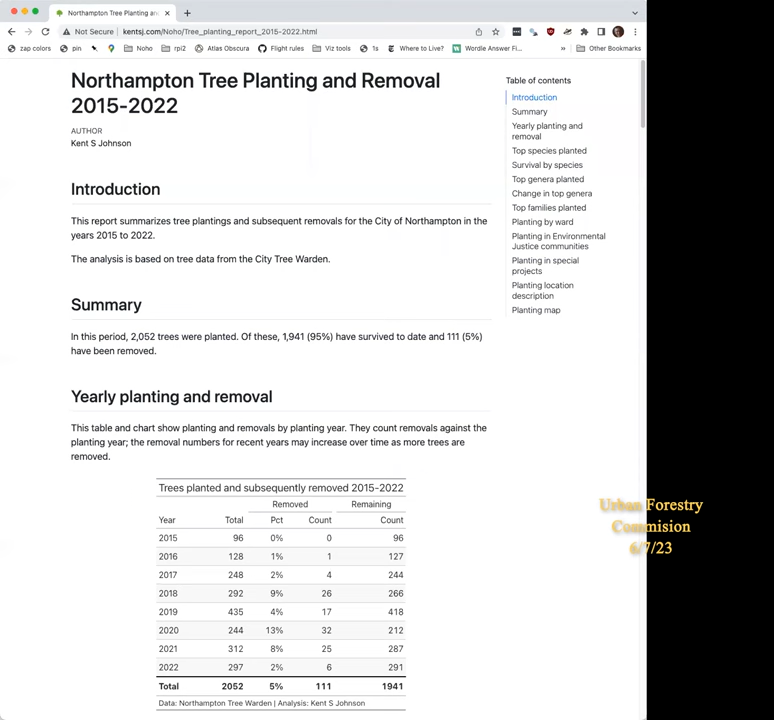 Northampton Tree Planting an
Not Secure | kentsj.com/Noho/Tree_planting_report_2015-2022.html
zap colors pin Noho rpi2 Atlas Obscura Flight rules Viz tools 1s Where to Live? Wordle Answer Fi... » Other Bookmarks
Northampton Tree Planting and Removal
2015-2022
AUTHOR
Kent S Johnson
Introduction
This report summarizes tree plantings and subsequent removals for the City of Northampton in the
years 2015 to 2022.
The analysis is based on tree data from the City Tree Warden.
Summary
In this period, 2,052 trees were planted. Of these, 1,941 (95%) have survived to date and 111 (5%)
have been removed.
Yearly planting and removal
This table and chart show planting and removals by planting year. They count removals against the
planting year; the removal numbers for recent years may increase over time as more trees are
removed.
Trees planted and subsequently removed 2015-2022
Removed Remaining
Year Total Pct Count Count
2015 96 0% 0 96
2016 128 1% 1 127
2017 248 2% 4 244
2018 292 9% 26 266
2019 435 4% 17 418
2020 244 13% 32 212
2021 312 8% 25 287
2022 297 2% 6 291
Total 2052 5% 111 1941
Data: Northampton Tree Warden | Analysis: Kent S Johnson
Table of contents
Introduction
Summary
Yearly planting and
removal
Top species planted
Survival by species
Top genera planted
Change in top genera
Top families planted
Planting by ward
Planting in Environmental
Justice communities
Planting in special
projects
Planting location
description
Planting map
Urban Forestry
Commision
6/7/23